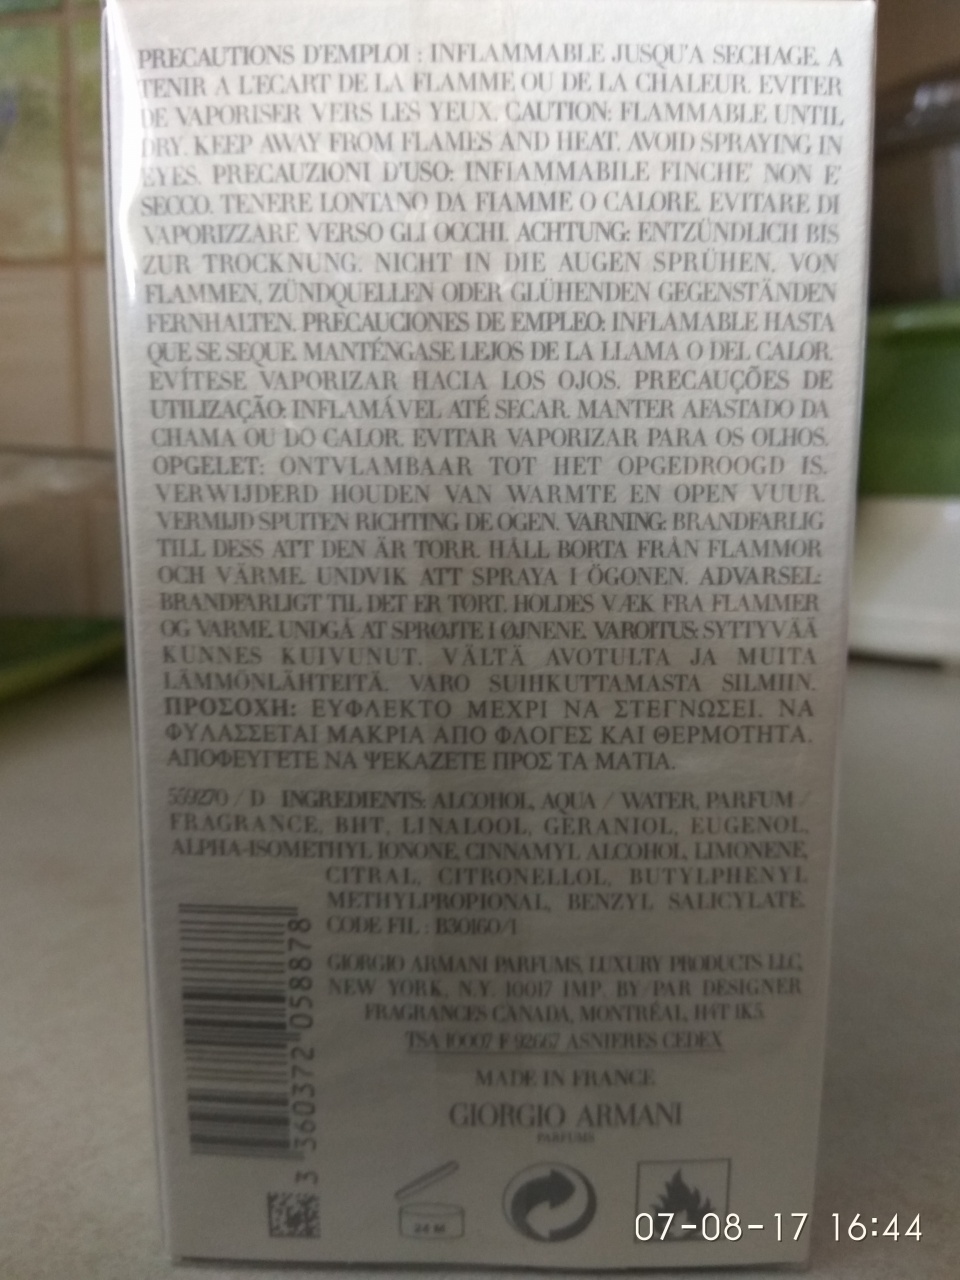 PRECAUTIONS D'EMPLOI : INFLAMMABLE JUSQU'A SECHAGE. A
TENIR A L'ECART DE LA FLAMME OU DE LA CHALEUR. EVITER
DE VAPORISER VERS LES YEUX. CAUTION: FLAMMABLE UNTIL
DRY. KEEP AWAY FROM FLAMES AND HEAT. AVOID SPRAYING IN
EYES. PRECAUZIONI D'USO: INFIAMMABILE FINCHE' NON E'
SECCO. TENERE LONTANO DA FIAMME O CALORE. EVITARE DI
VAPORIZZARE VERSO GLI OCCHI. ACHTUNG: ENTZÜNDLICH BIS
ZUR TROCKNUNG. NICHT IN DIE AUGEN SPRÜHEN, VON
FLAMMEN, ZÜNDQUELLEN ODER GLÜHENDEN GEGENSTÄNDEN
FERNHALTEN. PRECAUCIONES DE EMPLEO: INFLAMABLE HASTA
QUE SE SEQUE. MANTÉNGASE LEJOS DE LA LLAMA O DEL CALOR.
EVÍTESE VAPORIZAR HACIA LOS OJOS. PRECAUÇÕES DE
UTILIZAÇÃO: INFLAMÁVEL ATÉ SECAR. MANTER AFASTADO DA
CHAMA OU DO CALOR. EVITAR VAPORIZAR PARA OS OLHOS.
OPGELET: ONTVLAMBAAR TOT HET OPGEDROOGD IS.
VERWIJDERD HOUDEN VAN WARMTE EN OPEN VUUR.
VERMIJD SPUITEN RICHTING DE OGEN. VARNING: BRANDFARLIG
TILL DESS ATT DEN ÄR TORR. HÅLL BORTA FRÅN FLAMMOR
OCH VÄRME. UNDVIK ATT SPRAYA I ÖGONEN. ADVARSEL:
BRANDFARLIGT TIL DET ER TØRT. HOLDES VÆK FRA FLAMMER
OG VARME. UNDGÅ AT SPRØJTE I ØJNENE. VAROITUS: SYTTYVÄÄ
KUNNES KUIVUNUT. VÄLTÄ AVOTULTA JA MUITA
LÄMMÖNLÄHTEITÄ. VARO SUIHKUTTAMASTA SILMIIN.
ΠΡΟΣΟΧΗ: ΕΥΦΛΕΚΤΟ ΜΕΧΡΙ ΝΑ ΣΤΕΓΝΩΣΕΙ. ΝΑ
ΦΥΛΑΣΣΕΤΑΙ ΜΑΚΡΙΑ ΑΠΟ ΦΛΟΓΕΣ ΚΑΙ ΘΕΡΜΟΤΗΤΑ.
ΑΠΟΦΕΥΓΕΤΕ ΝΑ ΨΕΚΑΖΕΤΕ ΠΡΟΣ ΤΑ ΜΑΤΙΑ.
559270 / D INGREDIENTS: ALCOHOL, AQUA / WATER, PARFUM /
FRAGRANCE, BHT, LINALOOL, GERANIOL, EUGENOL,
ALPHA-ISOMETHYL IONONE, CINNAMYL ALCOHOL, LIMONENE,
CITRAL, CITRONELLOL, BUTYLPHENYL
METHYLPROPIONAL, BENZYL SALICYLATE.
CODE FIL : B30160/1
GIORGIO ARMANI PARFUMS, LUXURY PRODUCTS LLC,
NEW YORK, N.Y. 10017 IMP. BY/PAR DESIGNER
FRAGRANCES CANADA, MONTRÉAL, H4T 1K5
TSA 10007 F 92667 ASNIERES CEDEX
MADE IN FRANCE
GIORGIO ARMANI
PARFUMS
3 360372 058878
24 M
07-08-17 16:44